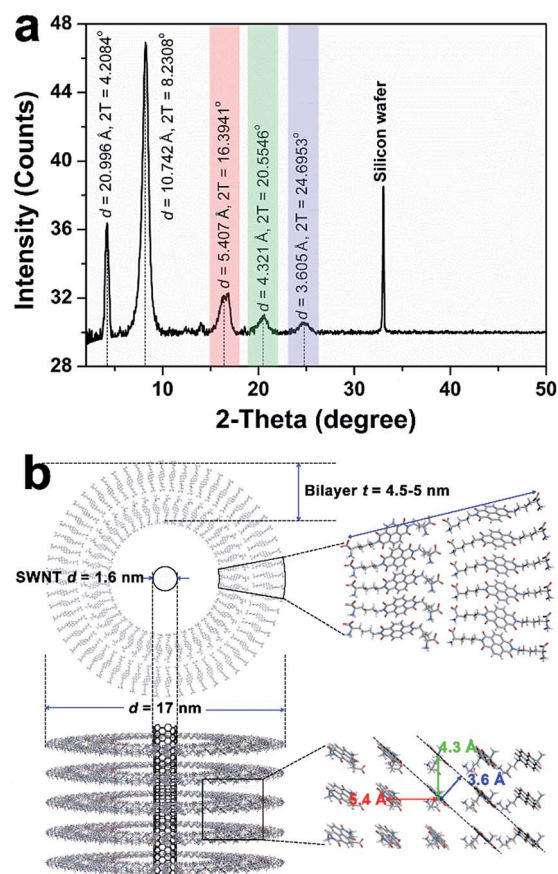 a
d = 20.996 Å, 2T = 4.2084°
d = 10.742 Å, 2T = 8.2308°
d = 5.407 Å, 2T = 16.3941°
d = 4.321 Å, 2T = 20.5546°
d = 3.605 Å, 2T = 24.6953°
Silicon wafer
Intensity (Counts)
48
44
40
36
32
28
10
20
30
40
50
2-Theta (degree)
b
Bilayer t = 4.5-5 nm
SWNT d = 1.6 nm
d = 17 nm
4.3 Å
3.6 Å
5.4 Å